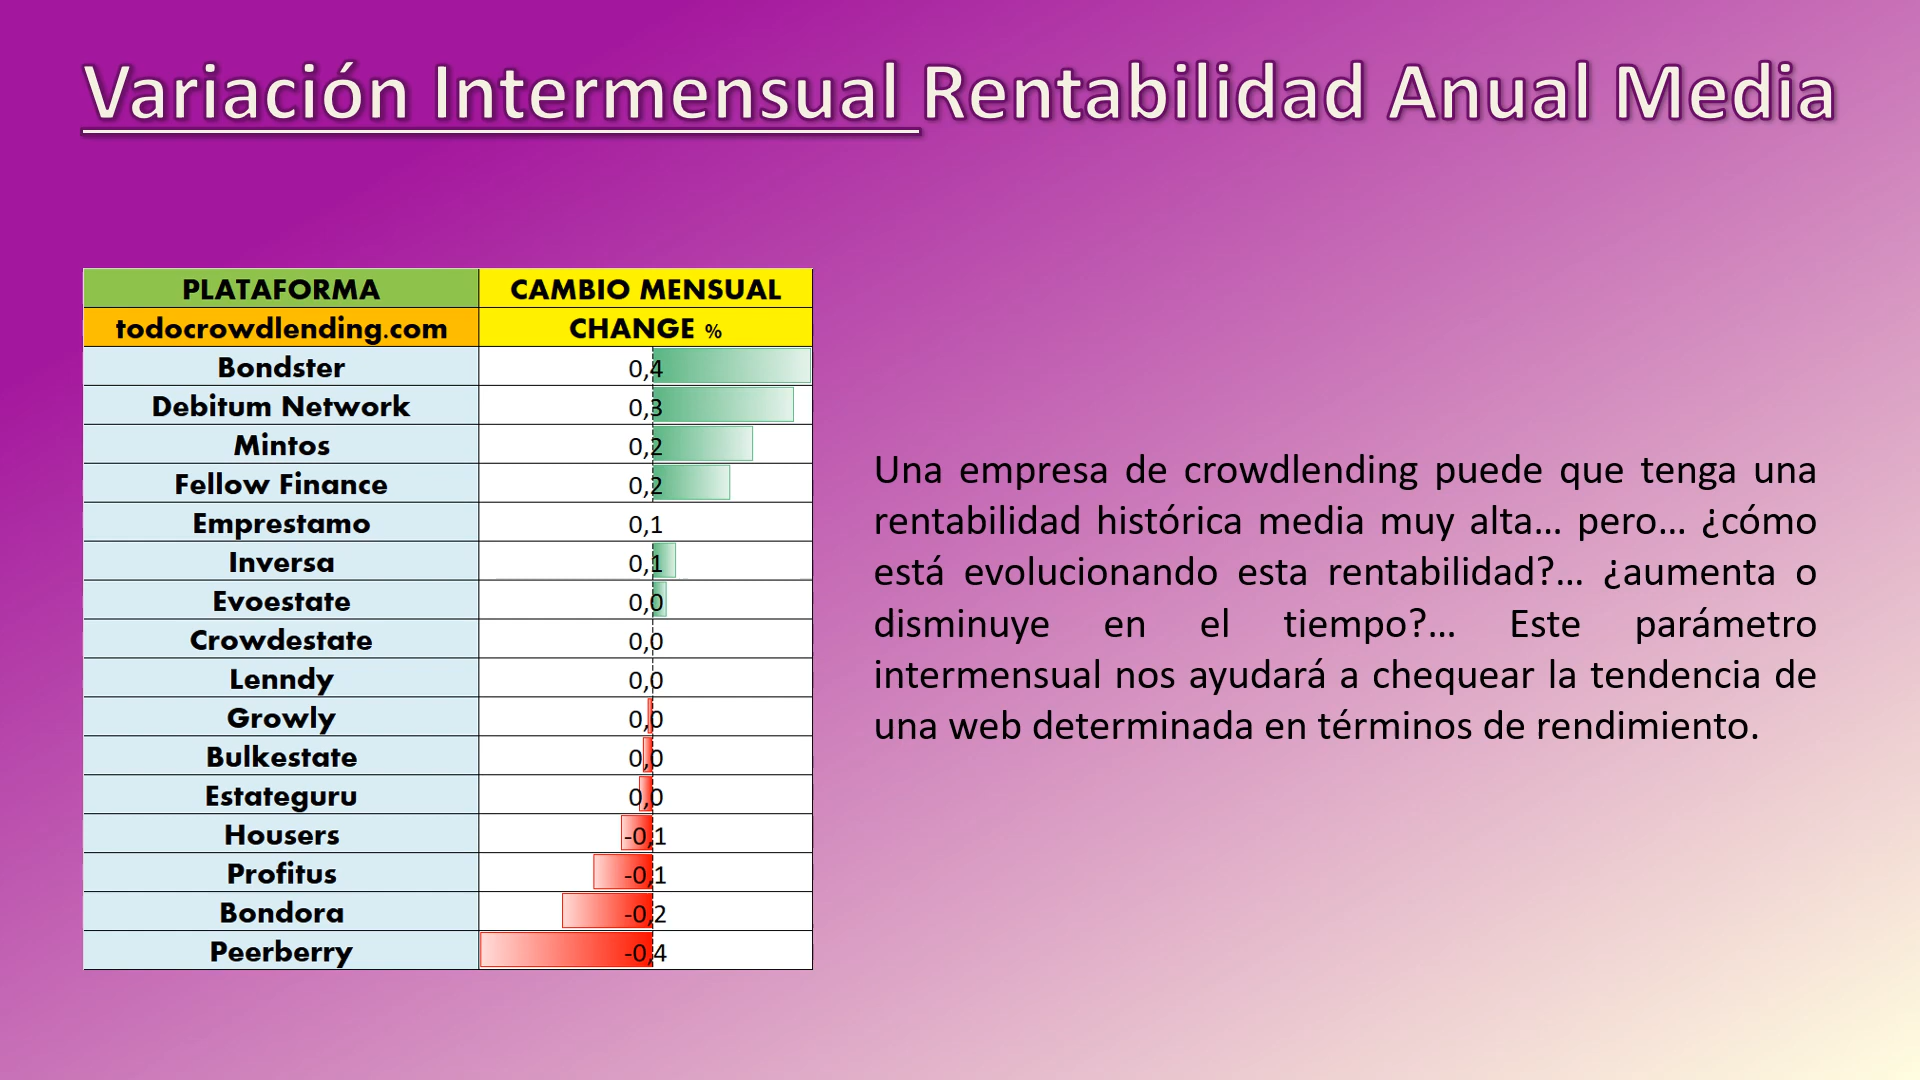 Variación Intermensual Rentabilidad Anual Media
PLATAFORMA CAMBIO MENSUAL
todocrowdlending.com CHANGE %
Bondster 0,4
Debitum Network 0,3
Mintos 0,2
Fellow Finance 0,2
Emprestamo 0,1
Inversa 0,1
Evoestate 0,0
Crowdestate 0,0
Lenndy 0,0
Growly 0,0
Bulkestate 0,0
Estateguru 0,0
Housers -0,1
Profitus -0,1
Bondora -0,2
Peerberry -0,4
Una empresa de crowdlending puede que tenga una
rentabilidad histórica media muy alta... pero... ¿cómo
está evolucionando esta rentabilidad?... ¿aumenta o
disminuye en el tiempo?... Este parámetro
intermensual nos ayudará a chequear la tendencia de
una web determinada en términos de rendimiento.